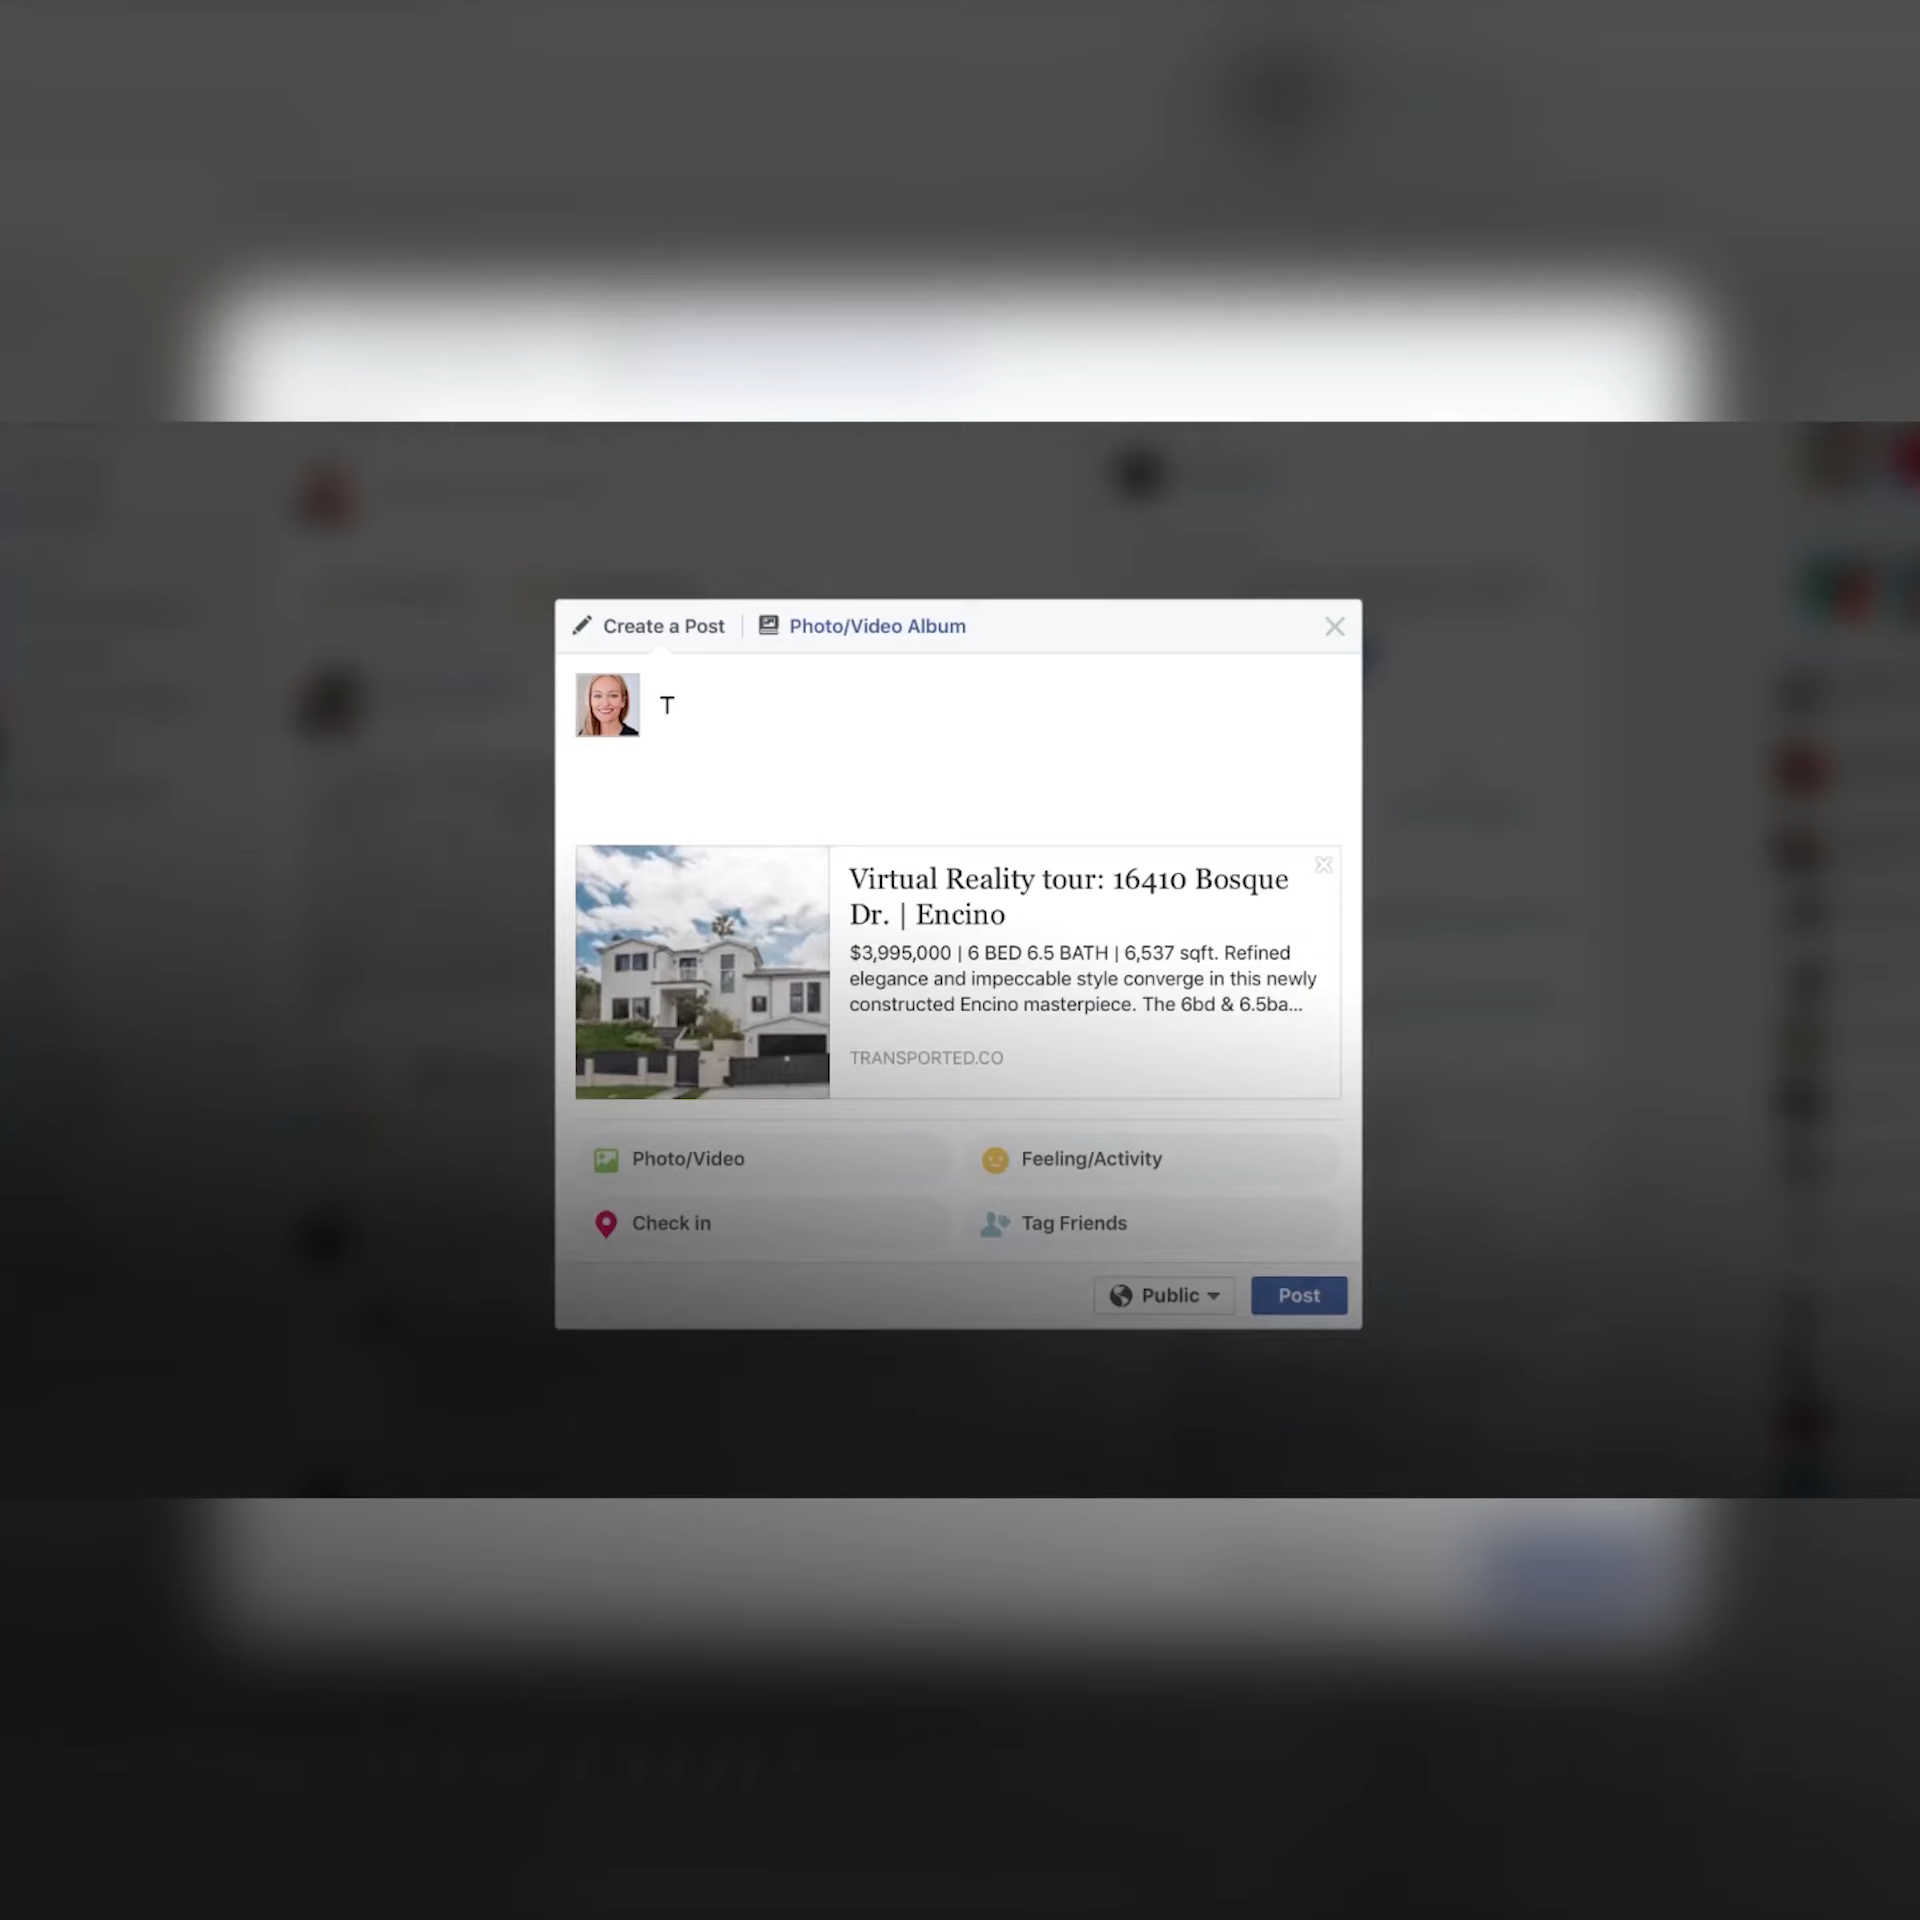 Create a Post
Photo/Video Album
T
Virtual Reality tour: 16410 Bosque
Dr. | Encino
$3,995,000 | 6 BED 6.5 BATH | 6,537 sqft. Refined
elegance and impeccable style converge in this newly
constructed Encino masterpiece. The 6bd & 6.5ba...
TRANSPORTED.CO
Photo/Video
Feeling/Activity
Check in
Tag Friends
Public
Post